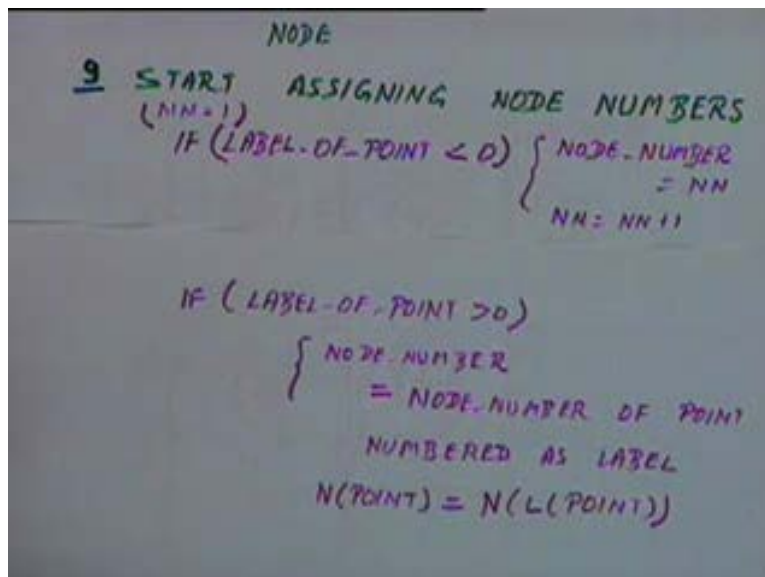 NODE
9 START ASSIGNING NODE NUMBERS
(NN=1)
IF (LABEL-OF-POINT < 0) { NODE-NUMBER
= NN
NN = NN+1
IF (LABEL-OF-POINT >0)
{ NODE-NUMBER
= NODE-NUMBER OF POINT
NUMBERED AS LABEL
N(POINT) = N(L(POINT))